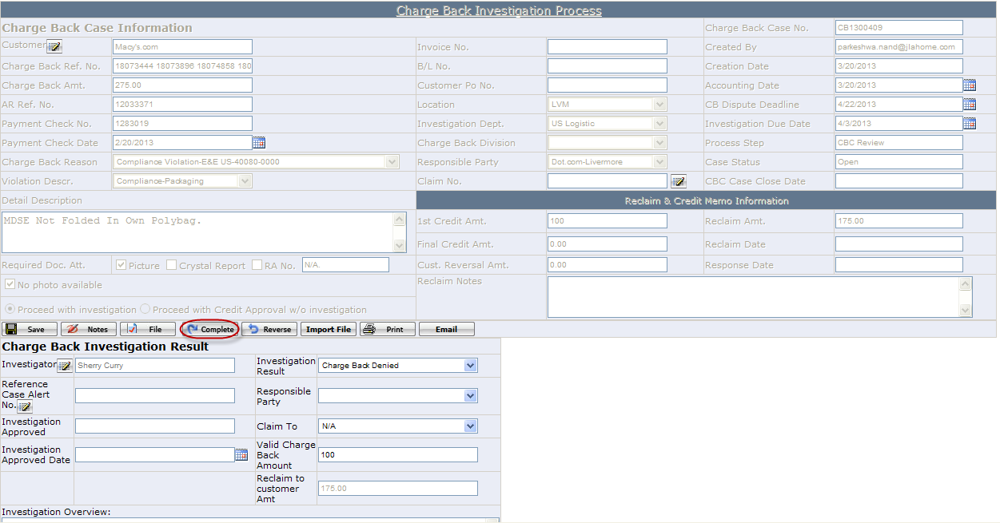 Charge Back Investigation Process
Charge Back Case Information Charge Back Case No. CB1300409
Customer Macy's.com Invoice No. Created By parkeshwa.nand@jlahome.com
Charge Back Ref. No. 18073444 18073896 18074858 180 B/L No. Creation Date 3/20/2013
Charge Back Amt. 275.00 Customer Po No. Accounting Date 3/20/2013
AR Ref. No. 12033371 Location LVM CB Dispute Deadline 4/22/2013
Payment Check No. 1283019 Investigation Dept. US Logistic Investigation Due Date 4/3/2013
Payment Check Date 2/20/2013 Charge Back Division Process Step CBC Review
Charge Back Reason Compliance Violation-E&E US-40080-0000 Responsible Party Dot.com-Livermore Case Status Open
Violation Descr. Compliance-Packaging Claim No. CBC Case Close Date
Detail Description Reclaim & Credit Memo Information
MDSE Not Folded In Own Polybag. 1st Credit Amt. 100 Reclaim Amt. 175.00
Final Credit Amt. 0.00 Reclaim Date
Required Doc. Att. Picture Crystal Report RA No. N/A. Cust. Reversal Amt. 0.00 Response Date
No photo available Reclaim Notes
Proceed with investigation Proceed with Credit Approval w/o investigation
Save Notes File Complete Reverse Import File Print Email
Charge Back Investigation Result
Investigator Sherry Curry Investigation Result Charge Back Denied
Reference Case Alert No. Responsible Party
Investigation Approved Claim To N/A
Investigation Approved Date Valid Charge Back Amount 100
Reclaim to customer Amt 175.00
Investigation Overview: